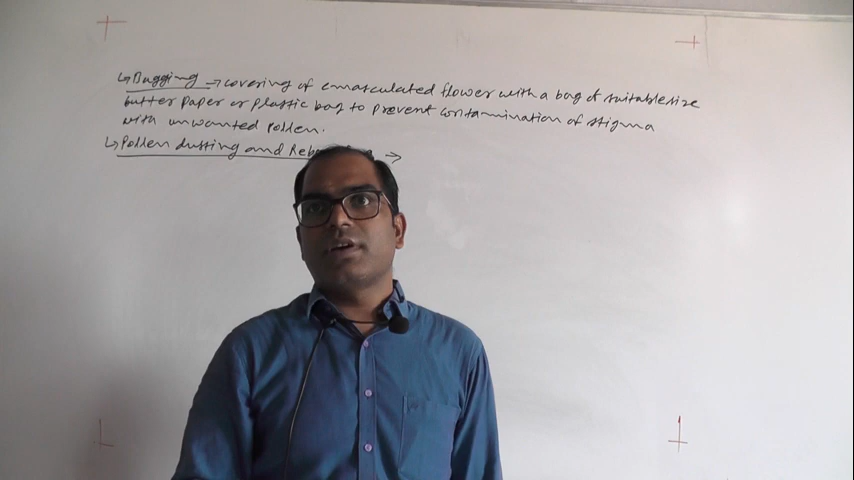 ↳ Bagging → covering of emasculated flower with a bag of suitable size
butter paper or plastic bag to prevent contamination of stigma
with unwanted Pollen.
↳ Pollen dusting and →